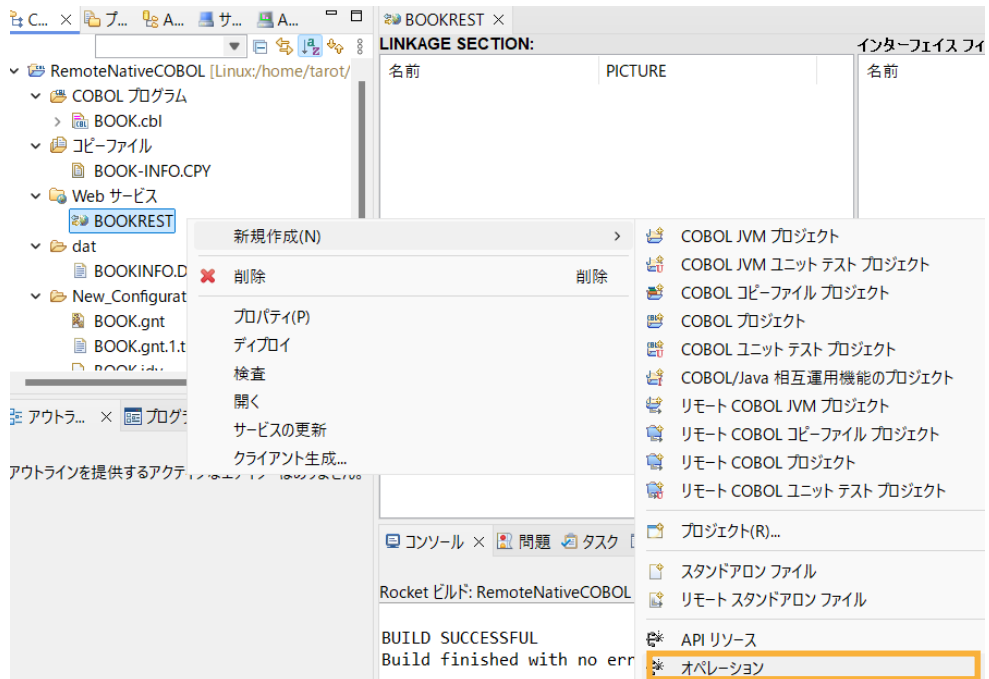 C...
プ...
A...
サ...
A...
BOOKREST
LINKAGE SECTION:
インターフェイス フィ
名前
PICTURE
名前
RemoteNativeCOBOL [Linux:/home/tarot/
COBOL プログラム
BOOK.cbl
コピーファイル
BOOK-INFO.CPY
Web サービス
BOOKREST
dat
BOOKINFO.D
New_Configurat
BOOK.gnt
BOOK.gnt.1.t
BOOK.idy
新規作成(N)
削除
削除
プロパティ(P)
ディプロイ
検査
開く
サービスの更新
クライアント生成...
COBOL JVM プロジェクト
COBOL JVM ユニット テスト プロジェクト
COBOL コピーファイル プロジェクト
COBOL プロジェクト
COBOL ユニット テスト プロジェクト
COBOL/Java 相互運用機能のプロジェクト
リモート COBOL JVM プロジェクト
リモート COBOL コピーファイル プロジェクト
リモート COBOL プロジェクト
リモート COBOL ユニット テスト プロジェクト
プロジェクト(R)...
スタンドアロン ファイル
リモート スタンドアロン ファイル
API リソース
オペレーション
アウトラ...
プログラ
アウトラインを提供するアクティブなエディターはありません。
コンソール
問題
タスク
Rocket ビルド: RemoteNativeCOBOL
BUILD SUCCESSFUL
Build finished with no err